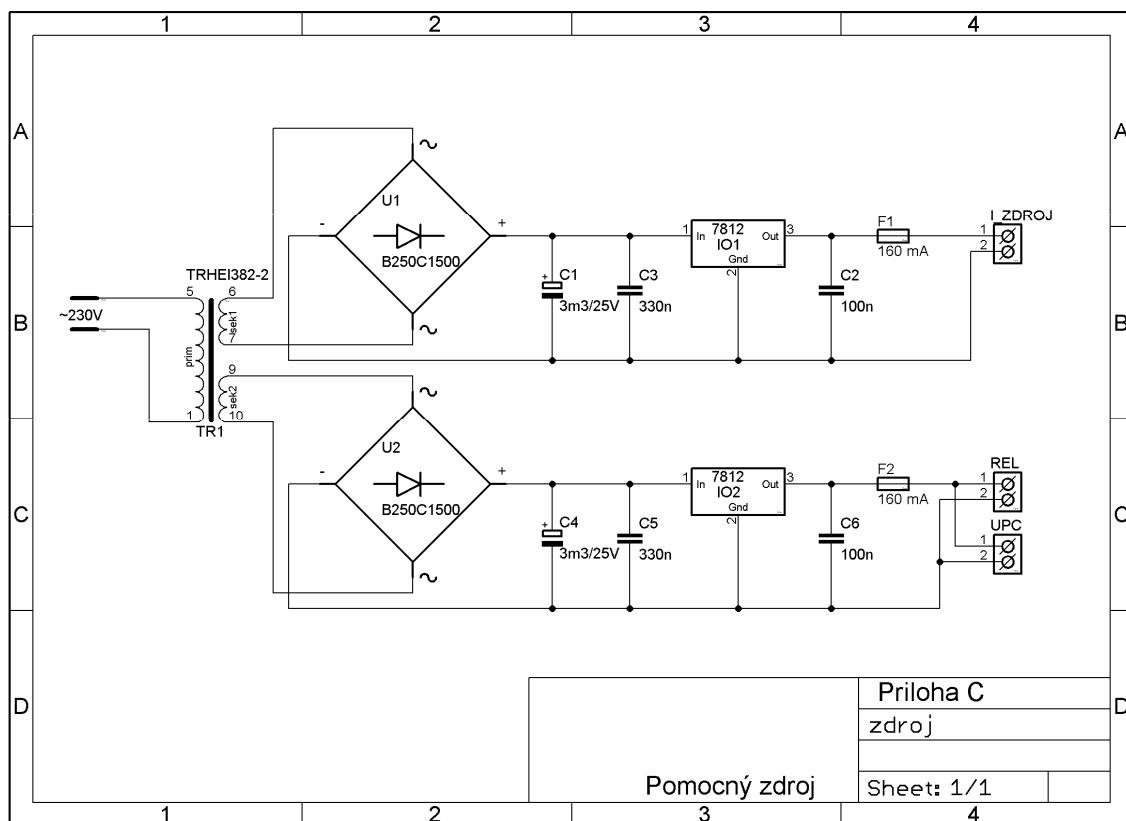 1 2 3 4
A A
~
U1
- +
B250C1500
~
C1
3m3/25V
+
C3
330n
1 In 7812 Out 3
IO1
Gnd
2
C2
100n
F1
160 mA
I_ZDROJ
1
2
B B
TRHEI382-2
~230V
5 6
prim sek1
7
9
sek2
1 10
TR1
~
U2
- +
B250C1500
~
C4
3m3/25V
+
C5
330n
1 In 7812 Out 3
IO2
Gnd
2
C6
100n
F2
160 mA
REL
1
2
UPC
1
2
C C
D D
Priloha C
zdroj
Pomocný zdroj
Sheet: 1/1
1 2 3 4